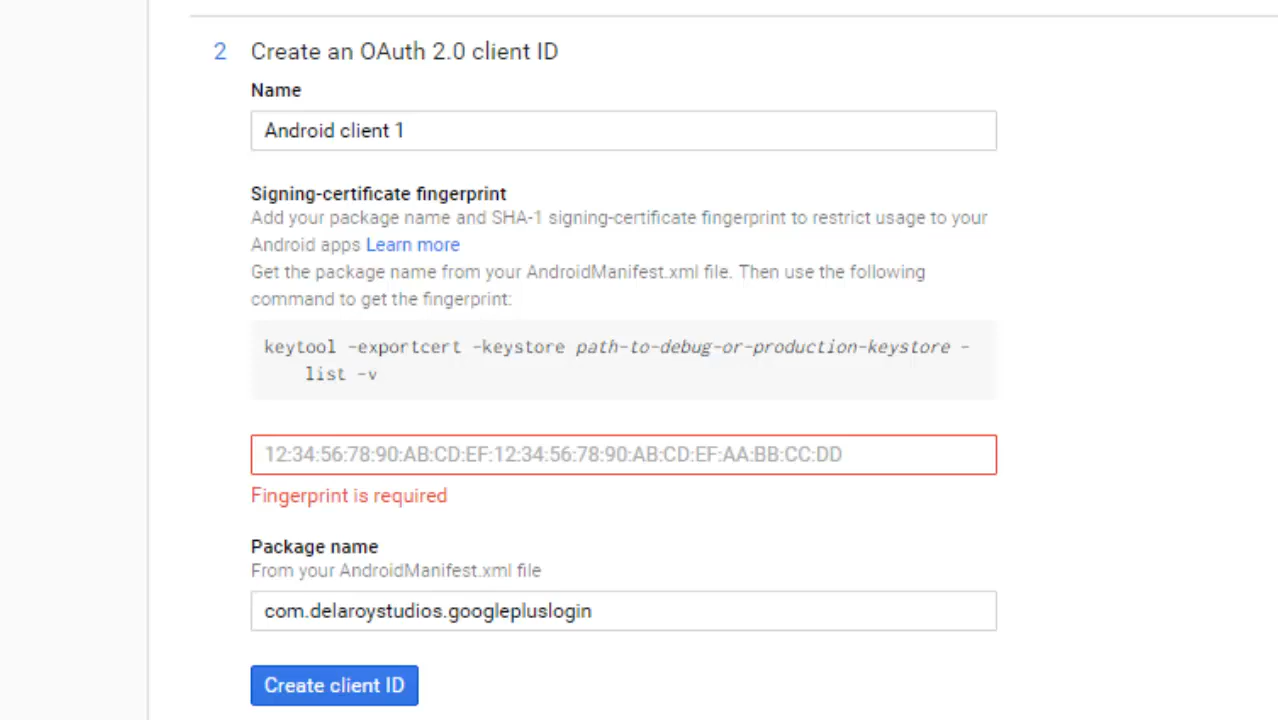 2 Create an OAuth 2.0 client ID
Name
Android client 1
Signing-certificate fingerprint
Add your package name and SHA-1 signing-certificate fingerprint to restrict usage to your
Android apps Learn more
Get the package name from your AndroidManifest.xml file. Then use the following
command to get the fingerprint:
keytool -exportcert -keystore path-to-debug-or-production-keystore -
list -v
12:34:56:78:90:AB:CD:EF:12:34:56:78:90:AB:CD:EF:AA:BB:CC:DD
Fingerprint is required
Package name
From your AndroidManifest.xml file
com.delaroystudios.googlepluslogin
Create client ID